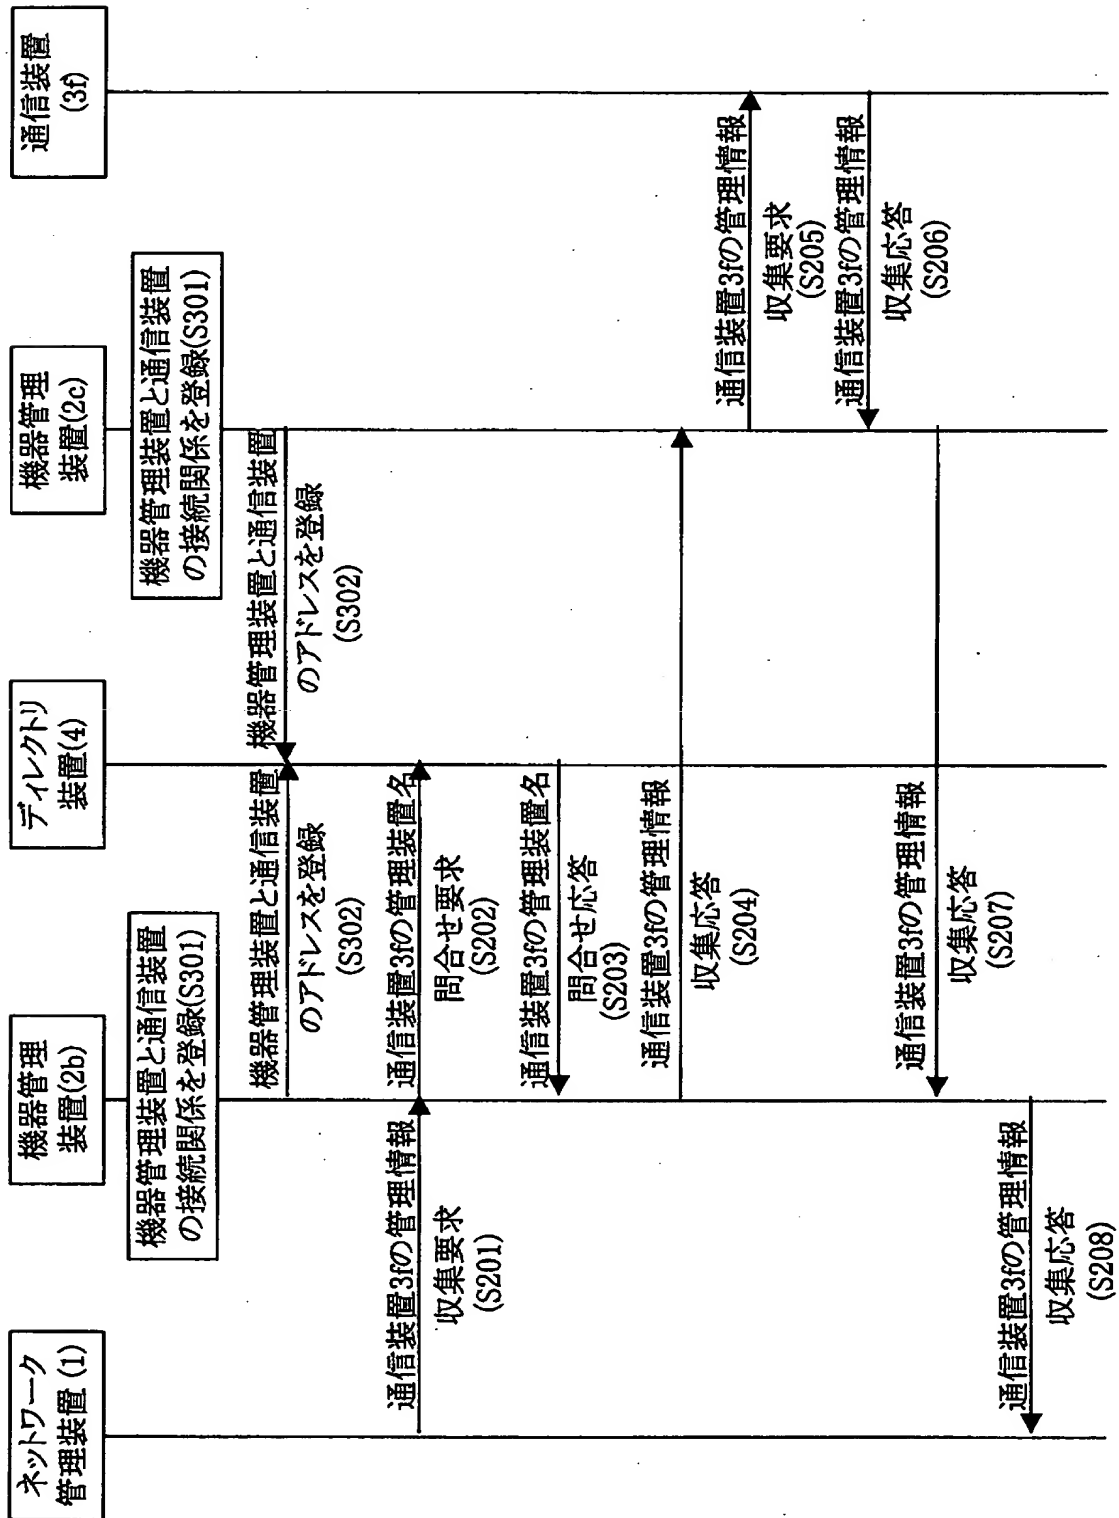 ネットワーク
管理装置 (1)
機器管理
装置(2b)
ディレクトリ
装置(4)
機器管理
装置(2c)
通信装置
(3f)
機器管理装置と通信装置
の接続関係を登録(S301)
機器管理装置と通信装置
の接続関係を登録(S301)
機器管理装置と通信装置
のアドレスを登録
(S302)
機器管理装置と通信装置
のアドレスを登録
(S302)
通信装置3fの管理情報
収集要求
(S201)
通信装置3fの管理装置名
問合せ要求
(S202)
通信装置3fの管理装置名
問合せ応答
(S203)
通信装置3fの管理情報
収集応答
(S204)
通信装置3fの管理情報
収集要求
(S205)
通信装置3fの管理情報
収集応答
(S206)
通信装置3fの管理情報
収集応答
(S207)
通信装置3fの管理情報
収集応答
(S208)